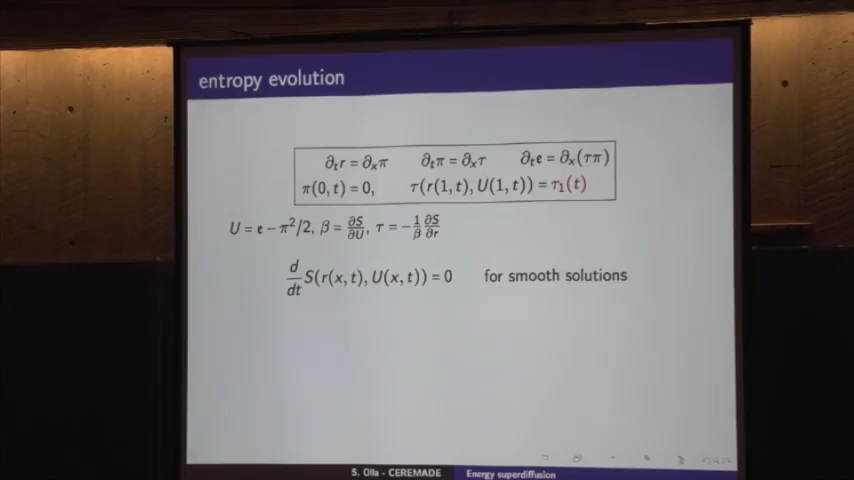 entropy evolution
∂ₜr = ∂ₓπ ∂ₜπ = ∂ₓτ ∂ₜe = ∂ₓ(τπ)
π(0, t) = 0, τ(r(1, t), U(1, t)) = τ₁(t)
U = e − π²/2, β = ∂S/∂U, τ = −1/β ∂S/∂r
d/dt S(r(x, t), U(x, t)) = 0 for smooth solutions
S. Olla - CEREMADE Energy superdiffusion